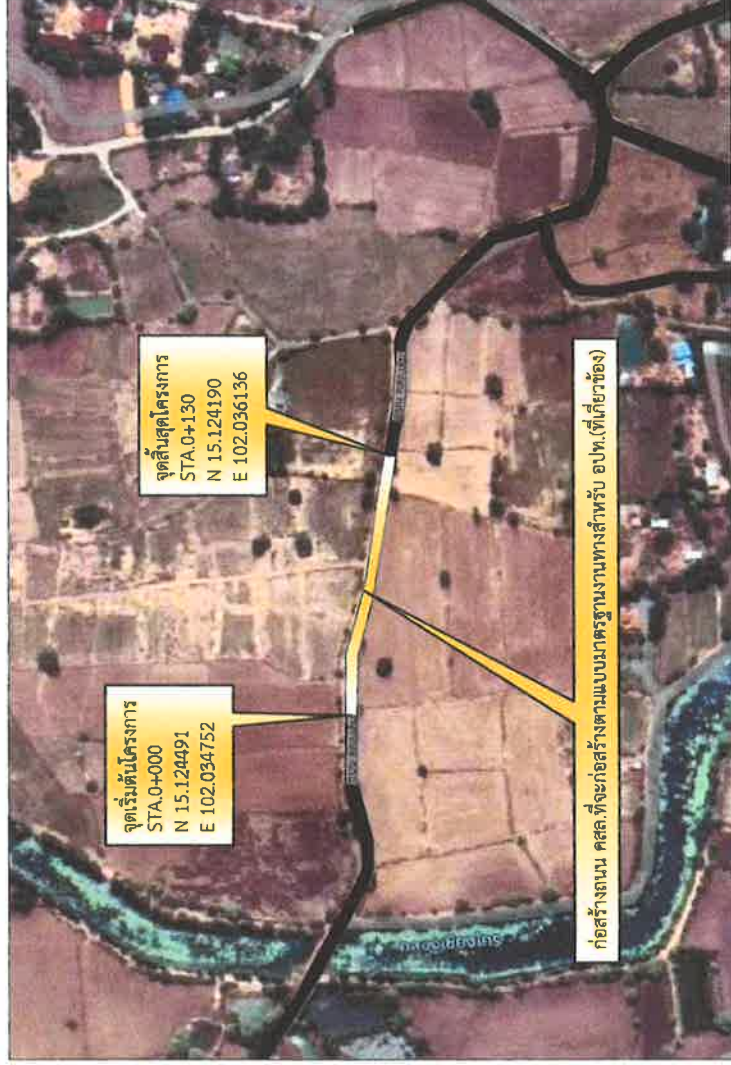 จุดเริ่มต้นโครงการ
STA.0+000
N 15.124491
E 102.034752
จุดสิ้นสุดโครงการ
STA.0+130
N 15.124190
E 102.036136
ก่อสร้างถนน คสล.ที่จะก่อสร้างตามแบบมาตรฐานงานทางสำหรับ อปท.(ที่เกี่ยวข้อง)